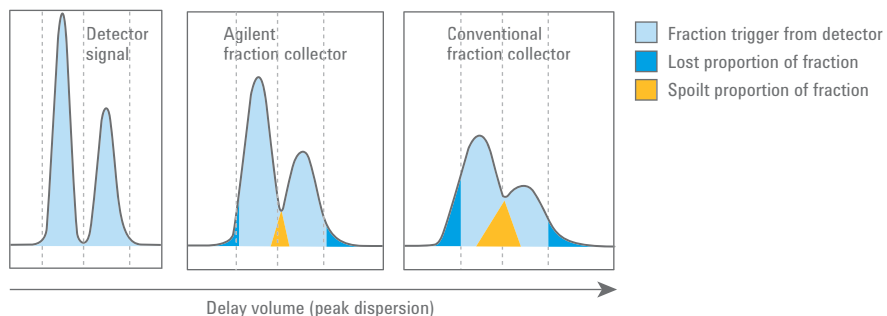 Detector
signal
Agilent
fraction collector
Conventional
fraction collector
Fraction trigger from detector
Lost proportion of fraction
Spoilt proportion of fraction
Delay volume (peak dispersion)